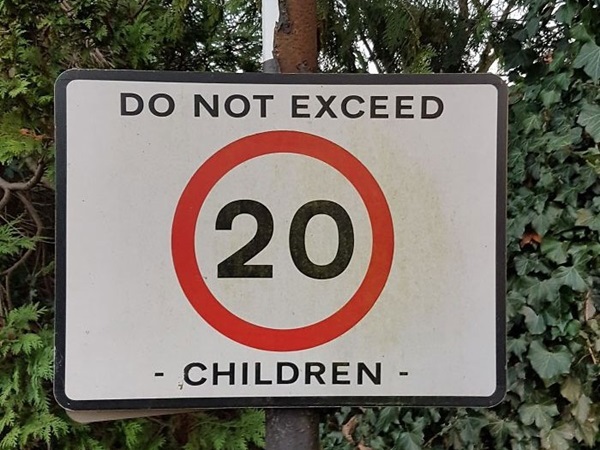 DO NOT EXCEED
20
- CHILDREN -